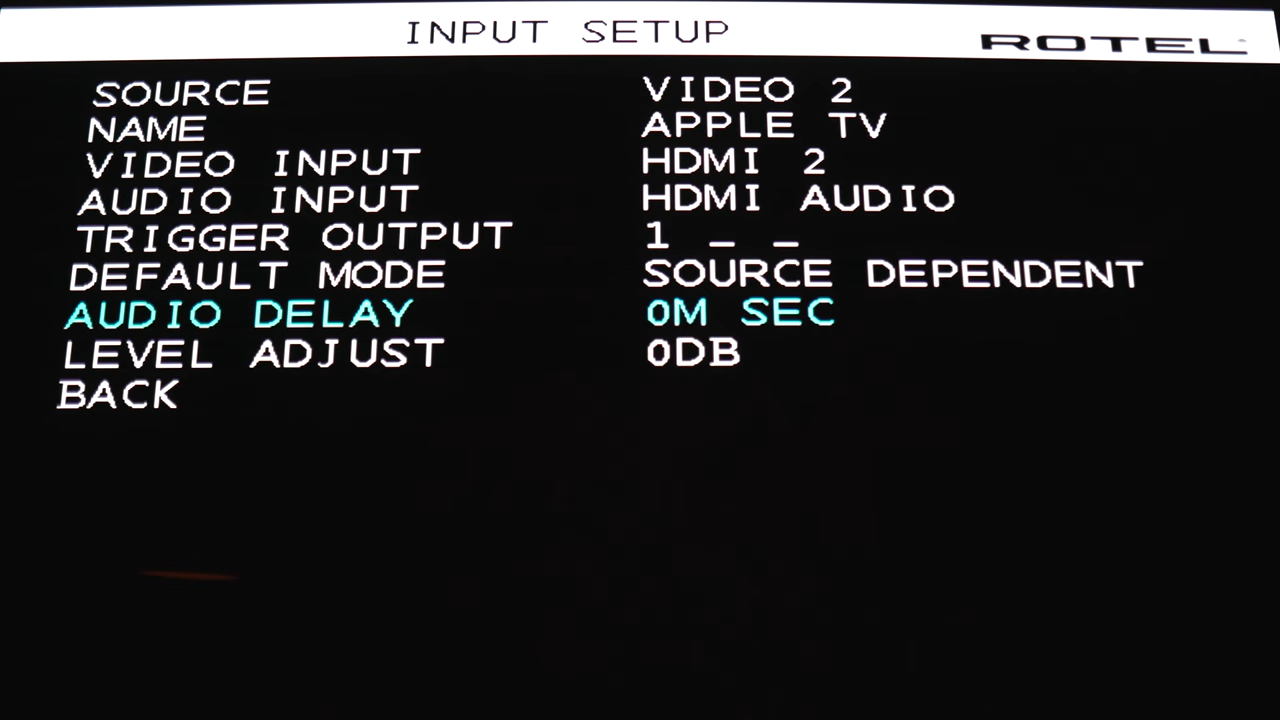 INPUT SETUP ROTEL
SOURCE VIDEO 2
NAME APPLE TV
VIDEO INPUT HDMI 2
AUDIO INPUT HDMI AUDIO
TRIGGER OUTPUT 1 _ _
DEFAULT MODE SOURCE DEPENDENT
AUDIO DELAY 0M SEC
LEVEL ADJUST 0DB
BACK